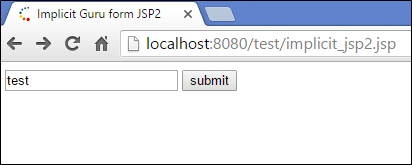 Implicit Guru form JSP2
localhost:8080/test/implicit_jsp2.jsp
test submit